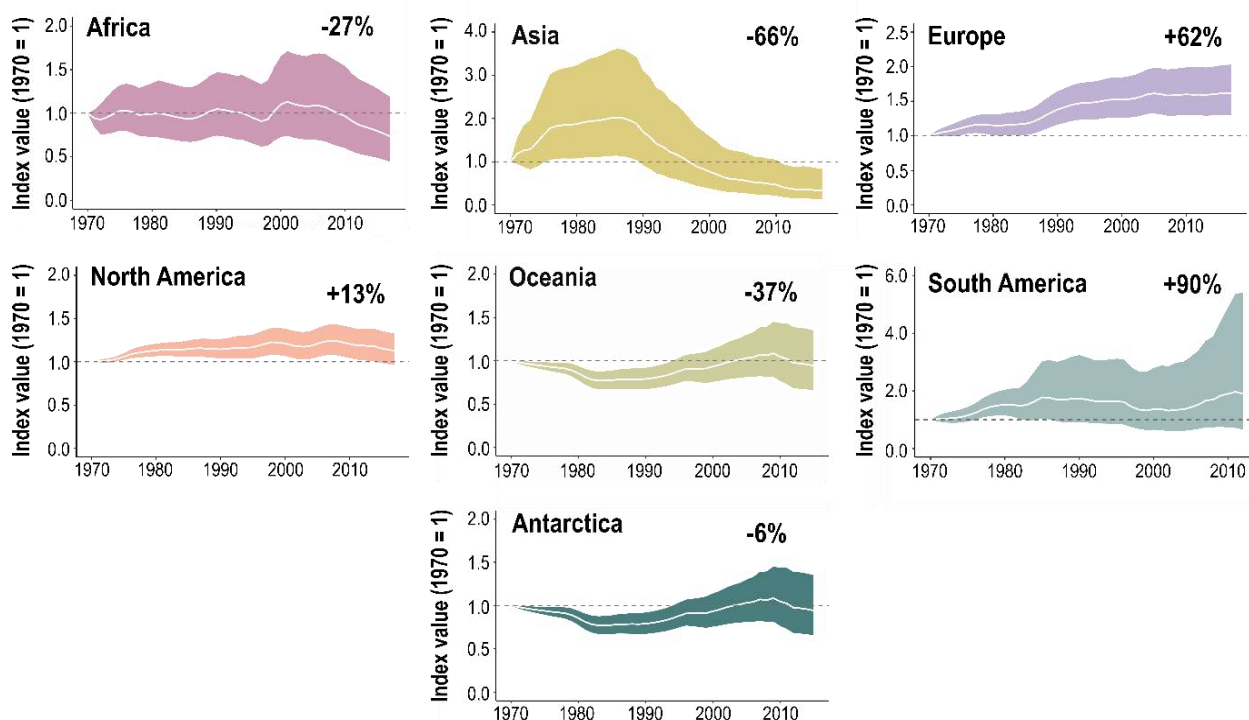 Africa
-27%
Index value (1970 = 1)
2.0
1.5
1.0
0.5
0.0
1970 1980 1990 2000 2010
Asia
-66%
Index value (1970 = 1)
4.0
3.0
2.0
1.0
0.0
1970 1980 1990 2000 2010
Europe
+62%
Index value (1970 = 1)
2.5
2.0
1.5
1.0
0.5
0.0
1970 1980 1990 2000 2010
North America
+13%
Index value (1970 = 1)
2.0
1.5
1.0
0.5
0.0
1970 1980 1990 2000 2010
Oceania
-37%
Index value (1970 = 1)
2.0
1.5
1.0
0.5
0.0
1970 1980 1990 2000 2010
South America
+90%
Index value (1970 = 1)
6.0
4.0
2.0
1.0
0.0
1970 1980 1990 2000 2010
Antarctica
-6%
Index value (1970 = 1)
2.0
1.5
1.0
0.5
0.0
1970 1980 1990 2000 2010